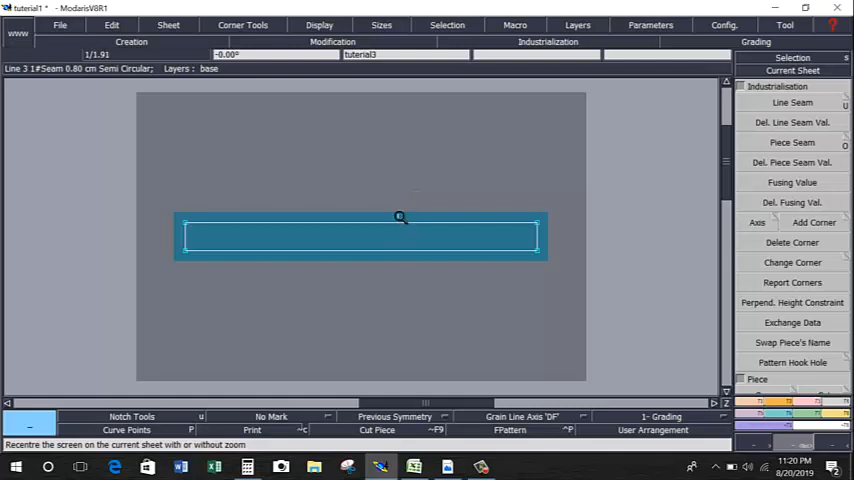 tuterial1 * - ModarisV8R1
www
File Edit Sheet Corner Tools Display Sizes Selection Macro Layers Parameters Config. Tool ?
Creation Modification Industrialization Grading
1/1.91 -0.00° tuterial3
Selection s
Line 3 1#Seam 0.80 cm Semi Circular; Layers : base
Current Sheet
Industrialisation
Line Seam U
Del. Line Seam Val.
Piece Seam O
Del. Piece Seam Val.
Fusing Value
Del. Fusing Val.
Axis Add Corner
Delete Corner
Change Corner
Report Corners
Perpend. Height Constraint
Exchange Data
Swap Piece's Name
Pattern Hook Hole
Piece
Z
Notch Tools u No Mark Previous Symmetry Grain Line Axis 'DF' 1- Grading
Curve Points P Print ~c Cut Piece ~F9 FPattern ^P User Arrangement
Recentre the screen on the current sheet with or without zoom
11:20 PM
8/20/2019
2